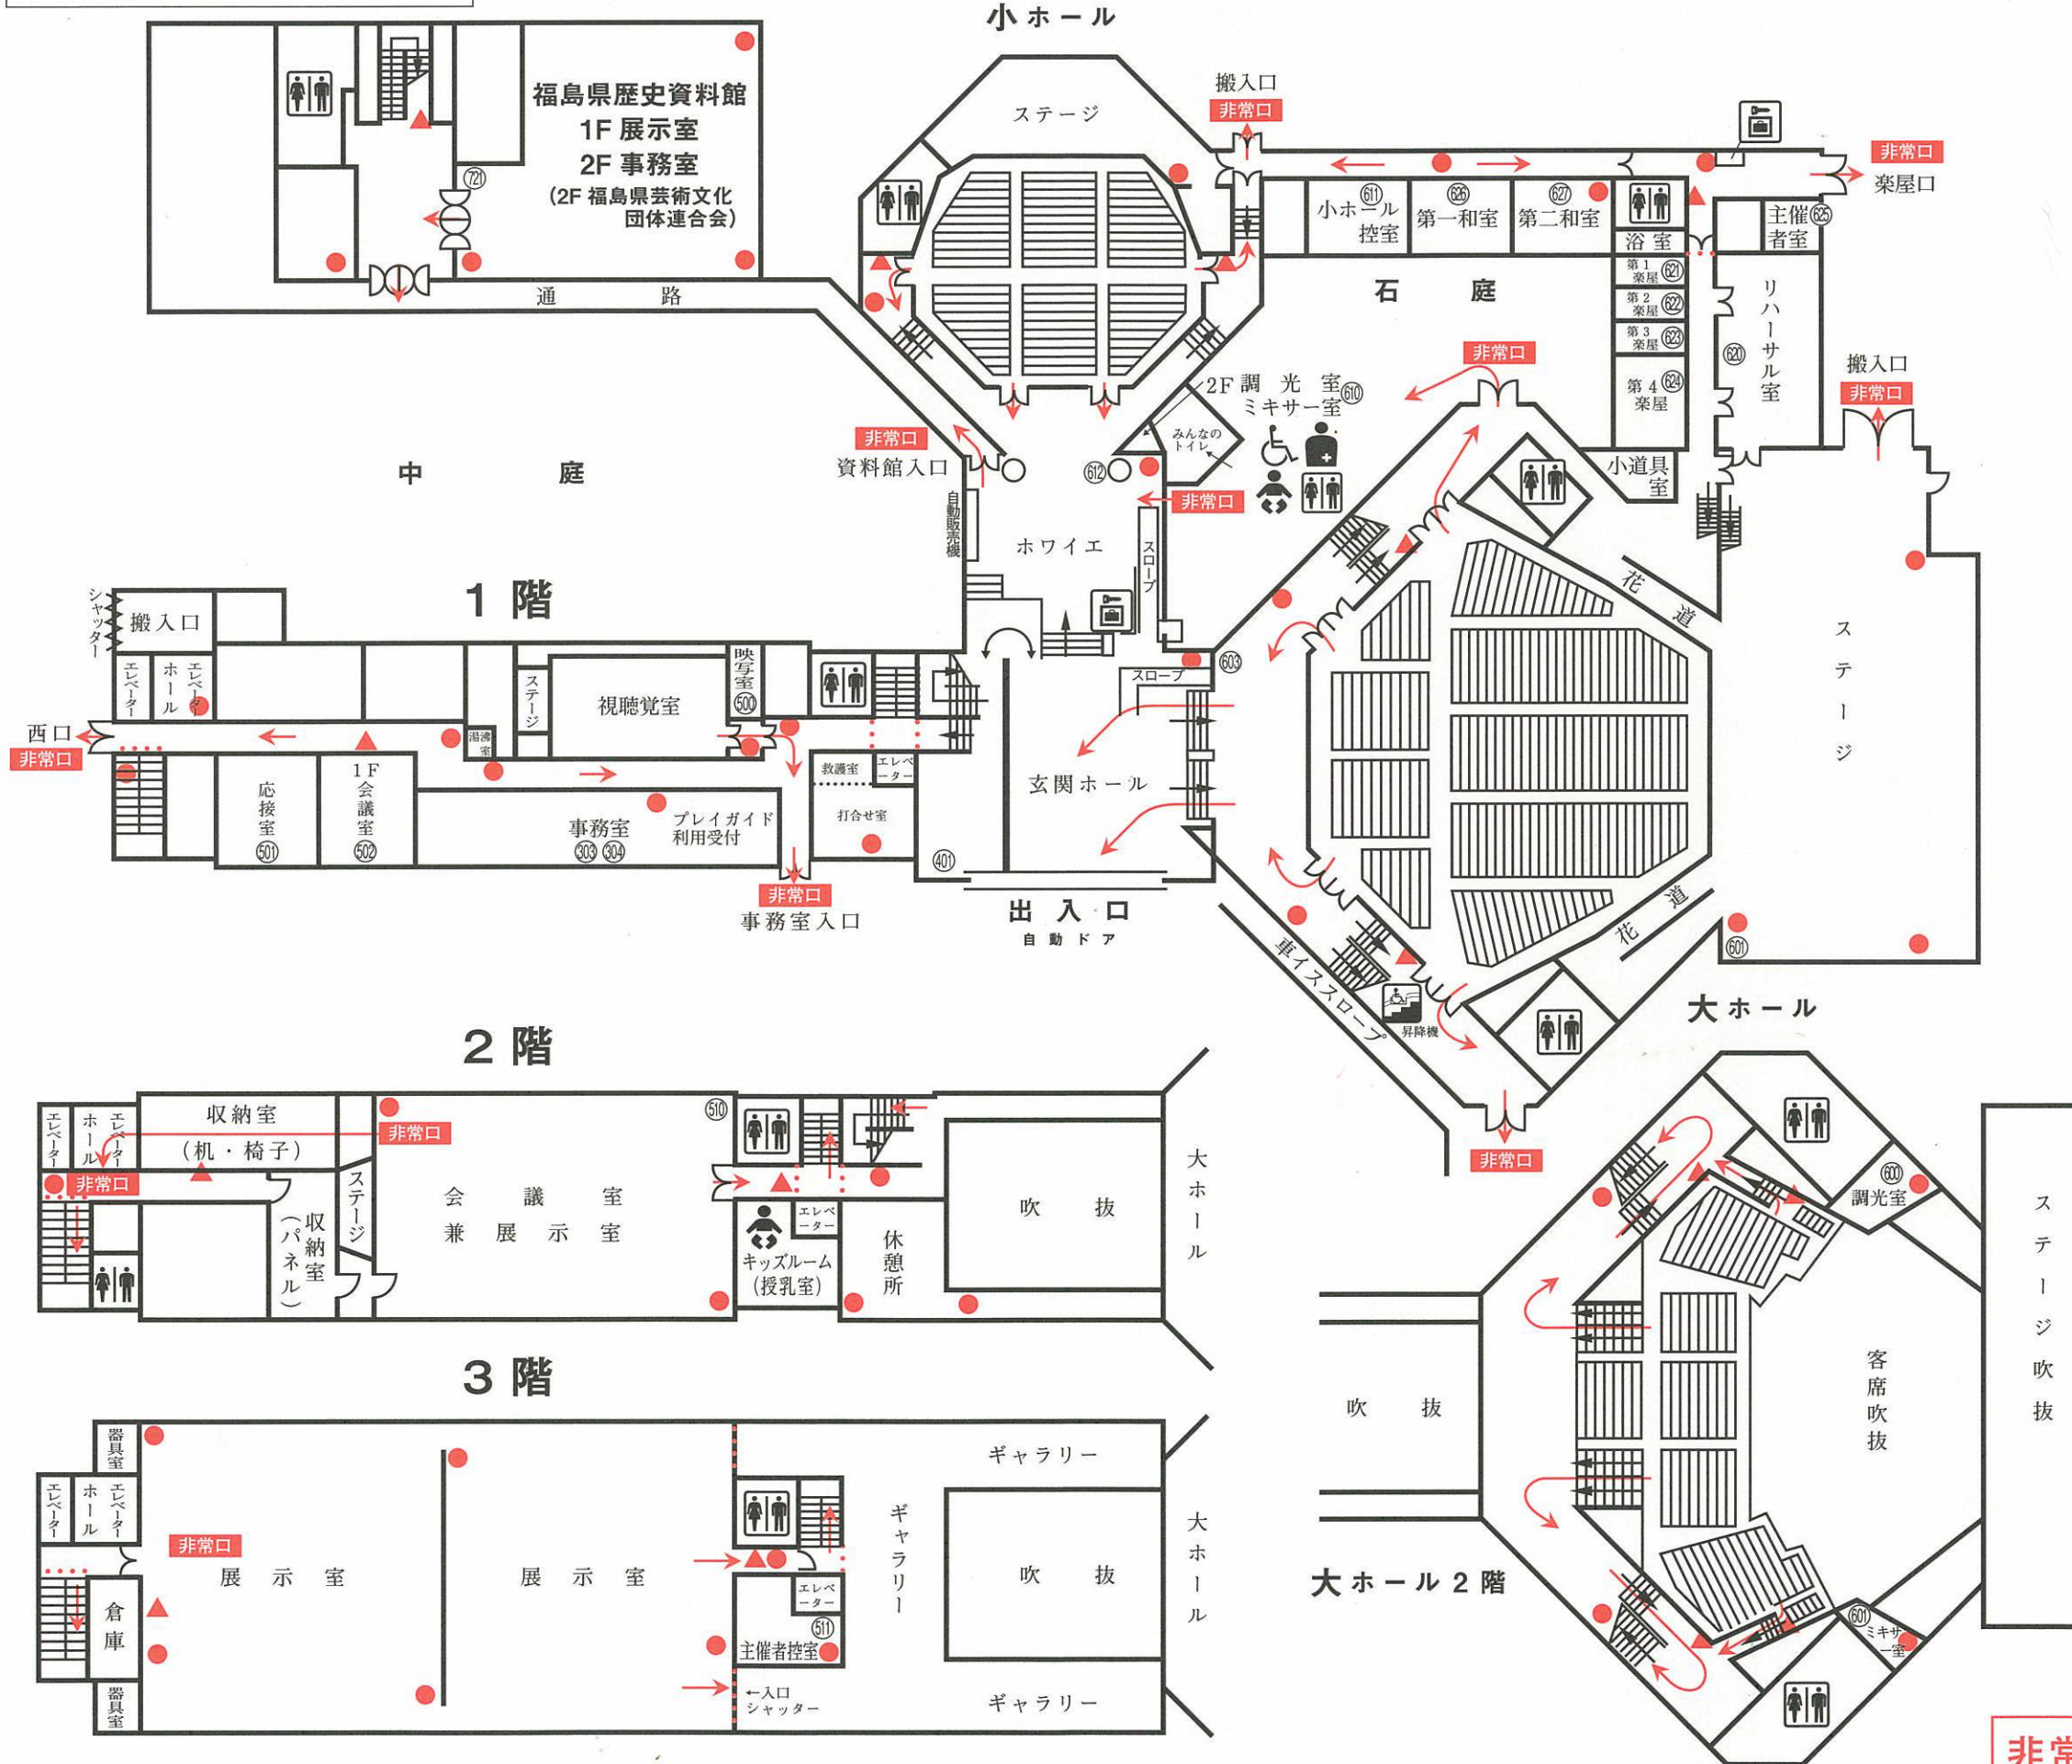 小ホール
ステージ
搬入口
非常口
非常口
楽屋口
福島県歴史資料館
1F 展示室
2F 事務室
(2F 福島県芸術文化
団体連合会)
721
611
小ホール
控室
626
第一和室
627
第二和室
浴室
主催
者室
625
第1
楽屋
621
第2
楽屋
622
第3
楽屋
623
第4
楽屋
624
620
リハーサル室
通路
石庭
非常口
搬入口
非常口
2F 調光室
ミキサー室
610
みんなの
トイレ
非常口
資料館入口
612
非常口
中庭
小道具
室
自動販売機
ホワイエ
スロープ
花道
ステージ
1階
シャッター
搬入口
エレベーター
エレベーター
ホール
ステージ
視聴覚室
映写室
500
スロープ
603
西口
非常口
湯沸
室
救護室
エレベ
ーター
打合せ室
玄関ホール
応接室
501
1F
会議室
502
事務室
303 304
プレイガイド
利用受付
401
非常口
事務室入口
出入口
自動ドア
車イススロープ
昇降機
花道
601
大ホール
非常口
2階
エレベーター
エレベーター
ホール
収納室
(机・椅子)
非常口
非常口
収納室
(パネル)
ステージ
会議室
兼展示室
510
エレベ
ーター
キッズルーム
(授乳室)
休憩所
吹抜
大ホール
600
調光室
ステージ吹抜
客席吹抜
吹抜
大ホール2階
601
ミキサ
ー室
3階
器具室
エレベーター
エレベーター
ホール
非常口
展示室
展示室
倉庫
器具室
エレベ
ーター
511
主催者控室
←入口
シャッター
ギャラリー
ギャラリー
ギャラリー
吹抜
大ホール